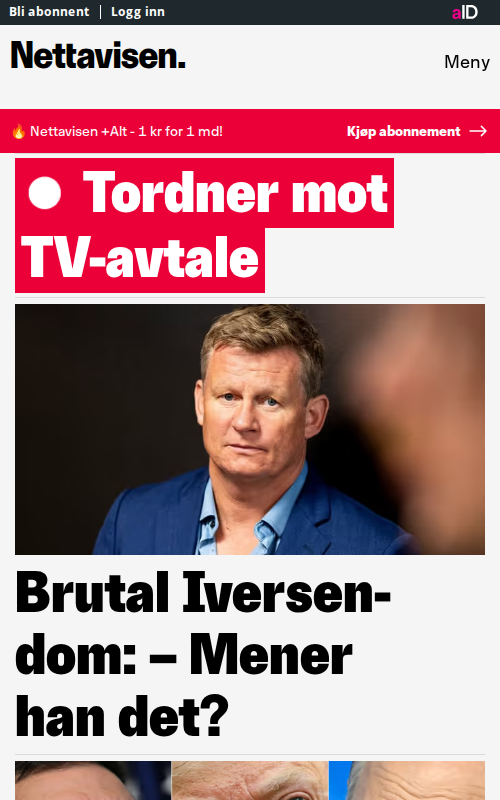 Bli abonnent | Logg inn
aID
Nettavisen.
Meny
🔥 Nettavisen +Alt - 1 kr for 1 md!
Kjøp abonnement →
Tordner mot
TV-avtale
Brutal Iversen-
dom: – Mener
han det?